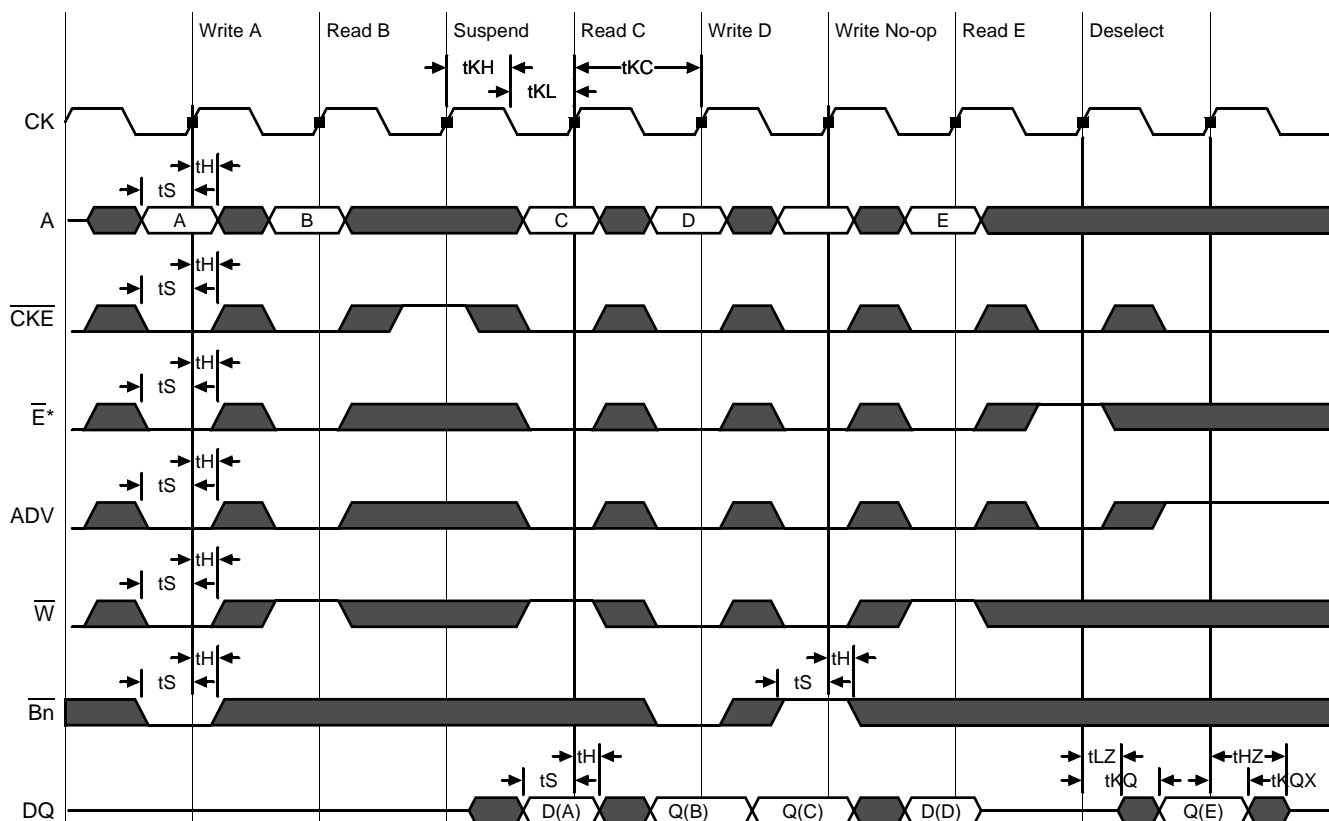 Write A Read B Suspend Read C Write D Write No-op Read E Deselect
tKH tKC
tKL
CK
tH
tS
A A B C D E
tH
tS
CKE
tH
tS
E*
tH
tS
ADV
tH
tS
W
tH tH
tS tS
Bn
tH tLZ tHZ
tS tKQ tKQX
DQ D(A) Q(B) Q(C) D(D) Q(E)